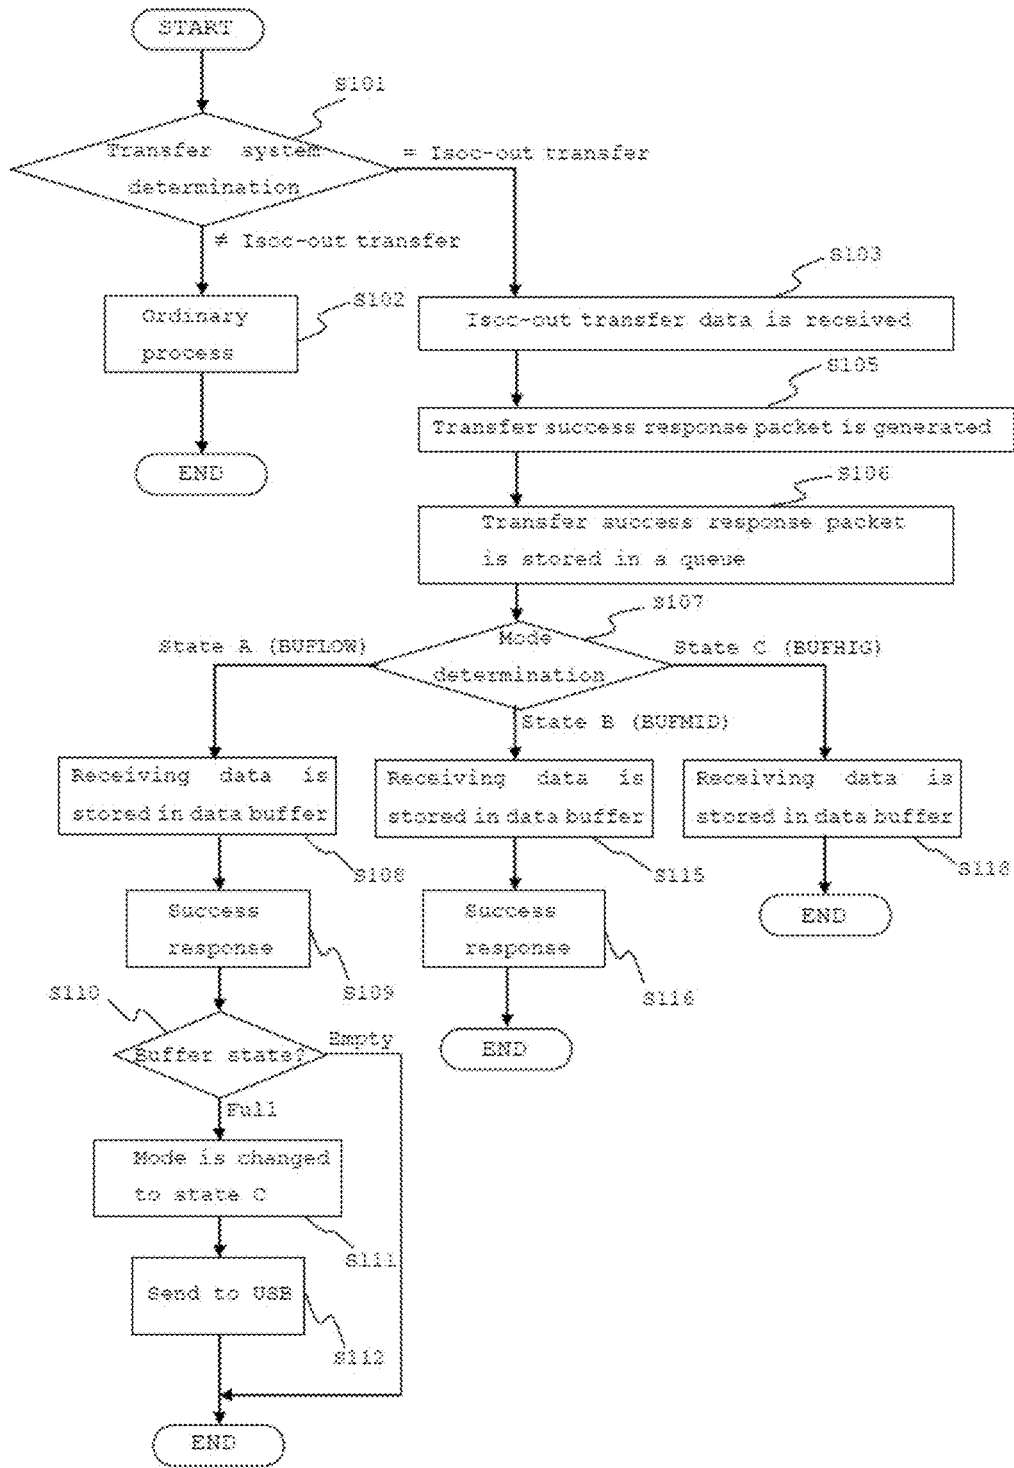 START
S101
Transfer system
determination
= Isoc-out transfer
≠ Isoc-out transfer
S102
Ordinary
process
END
S103
Isoc-out transfer data is received
S105
Transfer success response packet is generated
S106
Transfer success response packet
is stored in a queue
S107
Mode
determination
State A (BUFLOW)
State B (BUFMID)
State C (BUFHIG)
Receiving data is
stored in data buffer
S108
Success
response
S109
S110
Buffer state?
Empty
Full
Mode is changed
to state C
S111
Send to USB
S112
END
Receiving data is
stored in data buffer
S115
Success
response
S116
END
Receiving data is
stored in data buffer
S118
END